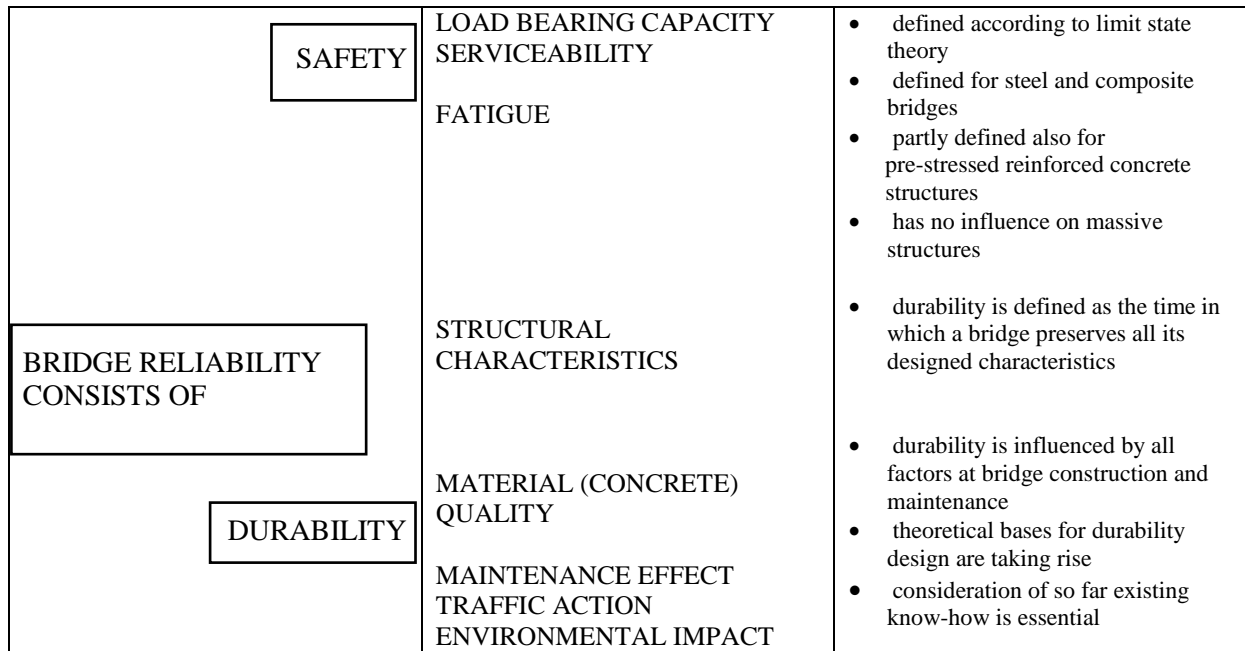 SAFETY
BRIDGE RELIABILITY
CONSISTS OF
DURABILITY
LOAD BEARING CAPACITY
SERVICEABILITY
FATIGUE
STRUCTURAL
CHARACTERISTICS
MATERIAL (CONCRETE)
QUALITY
MAINTENANCE EFFECT
TRAFFIC ACTION
ENVIRONMENTAL IMPACT
• defined according to limit state
theory
• defined for steel and composite
bridges
• partly defined also for
pre-stressed reinforced concrete
structures
• has no influence on massive
structures
• durability is defined as the time in
which a bridge preserves all its
designed characteristics
• durability is influenced by all
factors at bridge construction and
maintenance
• theoretical bases for durability
design are taking rise
• consideration of so far existing
know-how is essential